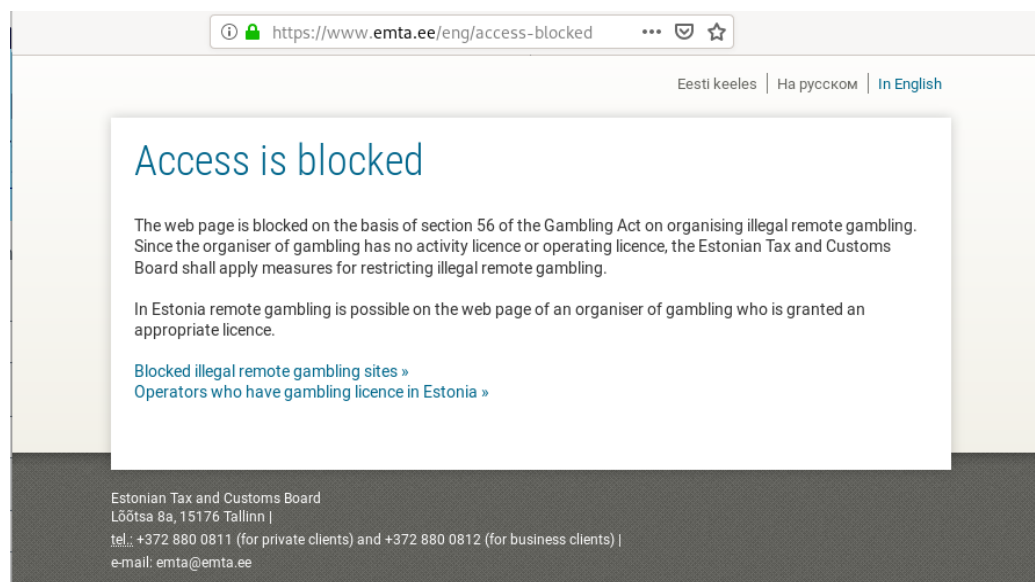 https://www.emta.ee/eng/access-blocked
Eesti keeles | На русском | In English
Access is blocked
The web page is blocked on the basis of section 56 of the Gambling Act on organising illegal remote gambling.
Since the organiser of gambling has no activity licence or operating licence, the Estonian Tax and Customs
Board shall apply measures for restricting illegal remote gambling.
In Estonia remote gambling is possible on the web page of an organiser of gambling who is granted an
appropriate licence.
Blocked illegal remote gambling sites »
Operators who have gambling licence in Estonia »
Estonian Tax and Customs Board
Lõõtsa 8a, 15176 Tallinn |
tel.: +372 880 0811 (for private clients) and +372 880 0812 (for business clients) |
e-mail: emta@emta.ee